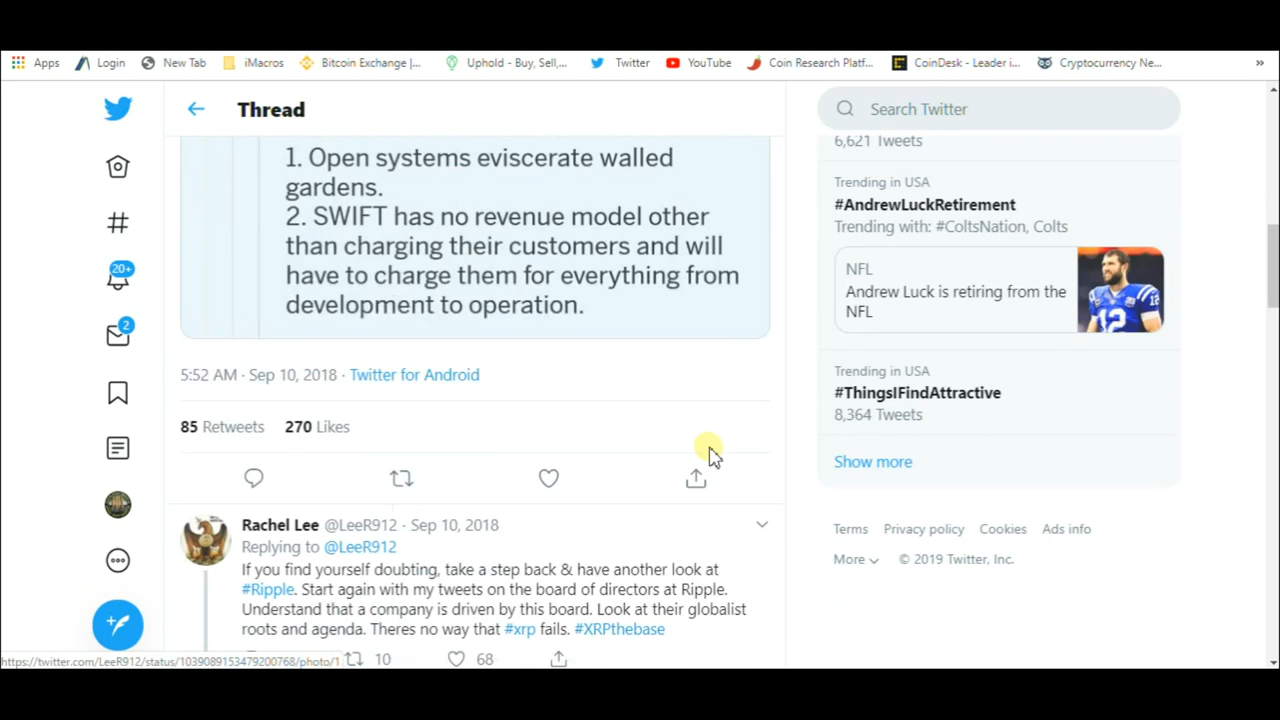 Apps
Login
New Tab
iMacros
Bitcoin Exchange |...
Uphold - Buy, Sell,...
Twitter
YouTube
Coin Research Platf...
CoinDesk - Leader i...
Cryptocurrency Ne...
»
Thread
Search Twitter
1. Open systems eviscerate walled
gardens.
2. SWIFT has no revenue model other
than charging their customers and will
have to charge them for everything from
development to operation.
5:52 AM · Sep 10, 2018 · Twitter for Android
85 Retweets 270 Likes
Rachel Lee @LeeR912 · Sep 10, 2018
Replying to @LeeR912
If you find yourself doubting, take a step back & have another look at
#Ripple. Start again with my tweets on the board of directors at Ripple.
Understand that a company is driven by this board. Look at their globalist
roots and agenda. Theres no way that #xrp fails. #XRPthebase
10 68
20+
2
6,621 Tweets
Trending in USA
#AndrewLuckRetirement
Trending with: #ColtsNation, Colts
NFL
Andrew Luck is retiring from the
NFL
12
Trending in USA
#ThingsIFindAttractive
8,364 Tweets
Show more
Terms Privacy policy Cookies Ads info
More © 2019 Twitter, Inc.
https://twitter.com/LeeR912/status/1039089153479200768/photo/1